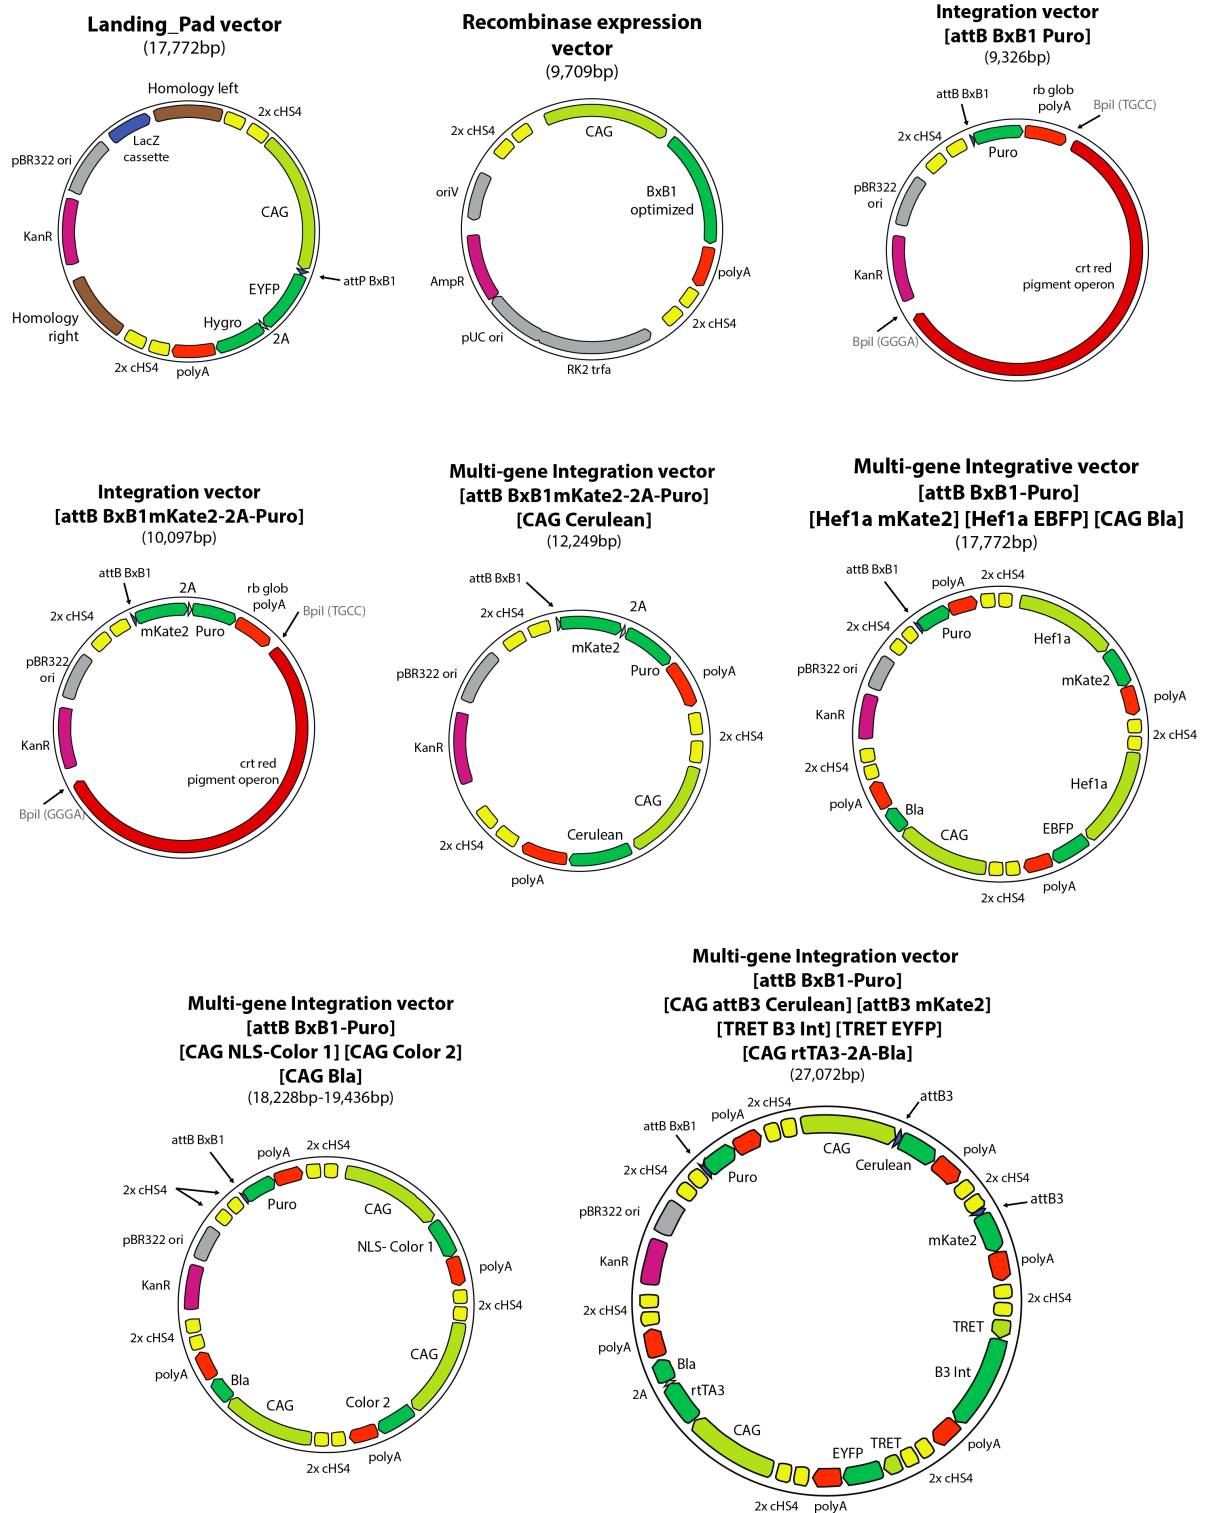 Landing_Pad vector
(17,772bp)
Homology left
2x cHS4
LacZ
cassette
pBR322 ori
CAG
KanR
attP BxB1
EYFP
Homology
right
Hygro
2A
2x cHS4
polyA
Recombinase expression
vector
(9,709bp)
2x cHS4
CAG
oriV
BxB1
optimized
AmpR
polyA
2x cHS4
pUC ori
RK2 trfa
Integration vector
[attB BxB1 Puro]
(9,326bp)
attB BxB1
rb glob
polyA
BpiI (TGCC)
2x cHS4
Puro
pBR322
ori
KanR
crt red
pigment operon
BpiI (GGGA)
Integration vector
[attB BxB1mKate2-2A-Puro]
(10,097bp)
attB BxB1
2A
rb glob
polyA
BpiI (TGCC)
2x cHS4
mKate2
Puro
pBR322
ori
KanR
crt red
pigment operon
BpiI (GGGA)
Multi-gene Integration vector
[attB BxB1mKate2-2A-Puro]
[CAG Cerulean]
(12,249bp)
attB BxB1
2A
2x cHS4
mKate2
Puro
polyA
pBR322 ori
2x cHS4
KanR
CAG
Cerulean
2x cHS4
polyA
Multi-gene Integrative vector
[attB BxB1-Puro]
[Hef1a mKate2] [Hef1a EBFP] [CAG Bla]
(17,772bp)
attB BxB1
polyA
2x cHS4
2x cHS4
Puro
Hef1a
pBR322 ori
mKate2
polyA
KanR
2x cHS4
2x cHS4
Hef1a
polyA
Bla
CAG
EBFP
polyA
2x cHS4
Multi-gene Integration vector
[attB BxB1-Puro]
[CAG NLS-Color 1] [CAG Color 2]
[CAG Bla]
(18,228bp-19,436bp)
attB BxB1
polyA
2x cHS4
2x cHS4
Puro
CAG
pBR322 ori
NLS- Color 1
polyA
KanR
2x cHS4
2x cHS4
CAG
polyA
Bla
CAG
Color 2
polyA
2x cHS4
Multi-gene Integration vector
[attB BxB1-Puro]
[CAG attB3 Cerulean] [attB3 mKate2]
[TRET B3 Int] [TRET EYFP]
[CAG rtTA3-2A-Bla]
(27,072bp)
attB3
2x cHS4
polyA
attB BxB1
CAG
Cerulean
polyA
2x cHS4
Puro
2x cHS4
attB3
pBR322 ori
mKate2
KanR
polyA
2x cHS4
2x cHS4
TRET
polyA
Bla
B3 Int
2A
rtTA3
CAG
TRET
polyA
EYFP
2x cHS4
2x cHS4
polyA